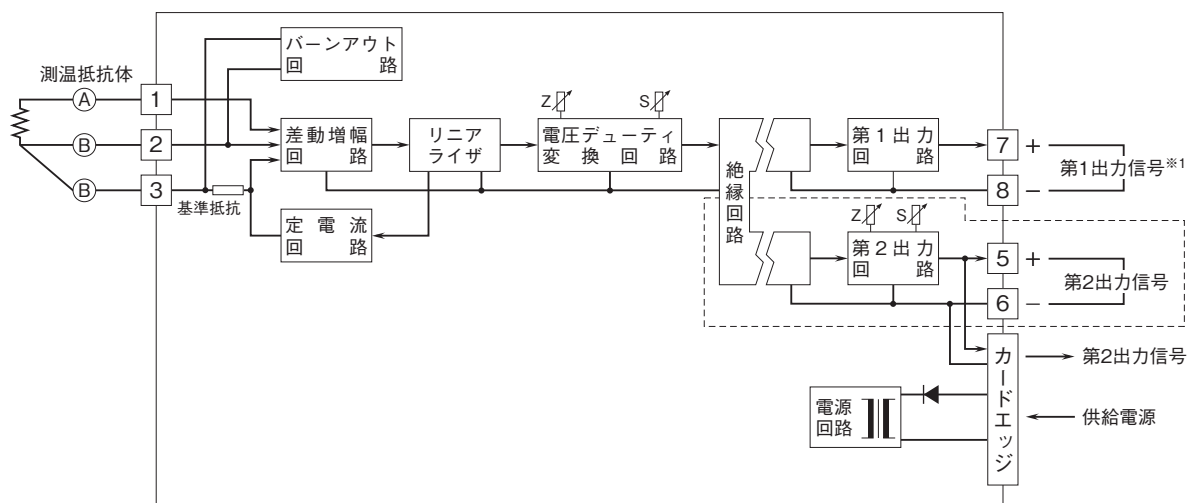 バーンアウト
回路
測温抵抗体
A
1
B
2
B
3
基準抵抗
差動増幅
回路
リニア
ライザ
Z
S
電圧デューティ
変換回路
定電流
回路
絶縁回路
第1出力
回路
7
+
8
−
第1出力信号※1
Z
S
第2出力
回路
5
+
6
−
第2出力信号
カードエッジ
第2出力信号
電源
回路
供給電源